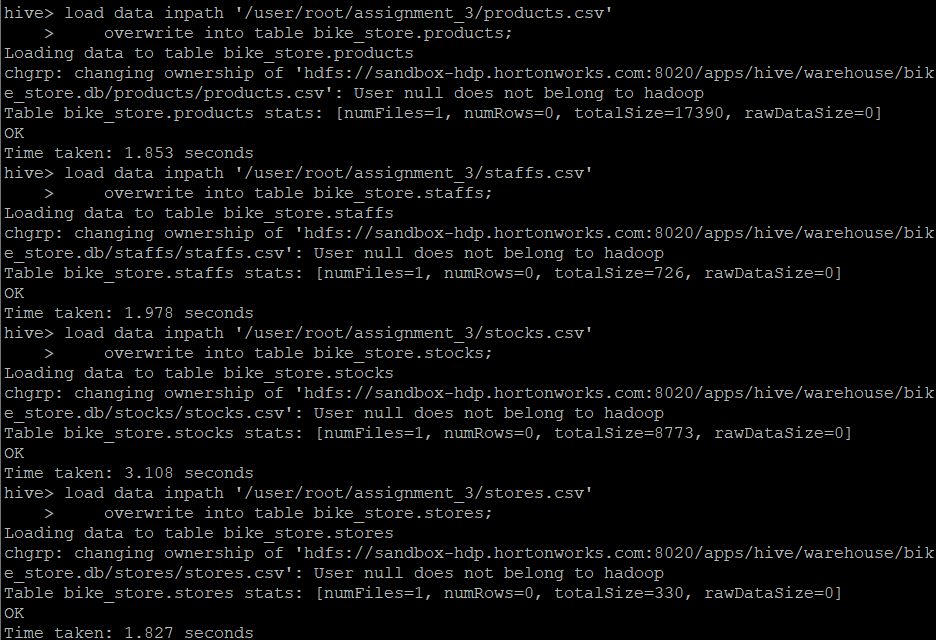 hive> load data inpath '/user/root/assignment_3/products.csv'
    >     overwrite into table bike_store.products;
Loading data to table bike_store.products
chgrp: changing ownership of 'hdfs://sandbox-hdp.hortonworks.com:8020/apps/hive/warehouse/bik
e_store.db/products/products.csv': User null does not belong to hadoop
Table bike_store.products stats: [numFiles=1, numRows=0, totalSize=17390, rawDataSize=0]
OK
Time taken: 1.853 seconds
hive> load data inpath '/user/root/assignment_3/staffs.csv'
    >     overwrite into table bike_store.staffs;
Loading data to table bike_store.staffs
chgrp: changing ownership of 'hdfs://sandbox-hdp.hortonworks.com:8020/apps/hive/warehouse/bik
e_store.db/staffs/staffs.csv': User null does not belong to hadoop
Table bike_store.staffs stats: [numFiles=1, numRows=0, totalSize=726, rawDataSize=0]
OK
Time taken: 1.978 seconds
hive> load data inpath '/user/root/assignment_3/stocks.csv'
    >     overwrite into table bike_store.stocks;
Loading data to table bike_store.stocks
chgrp: changing ownership of 'hdfs://sandbox-hdp.hortonworks.com:8020/apps/hive/warehouse/bik
e_store.db/stocks/stocks.csv': User null does not belong to hadoop
Table bike_store.stocks stats: [numFiles=1, numRows=0, totalSize=8773, rawDataSize=0]
OK
Time taken: 3.108 seconds
hive> load data inpath '/user/root/assignment_3/stores.csv'
    >     overwrite into table bike_store.stores;
Loading data to table bike_store.stores
chgrp: changing ownership of 'hdfs://sandbox-hdp.hortonworks.com:8020/apps/hive/warehouse/bik
e_store.db/stores/stores.csv': User null does not belong to hadoop
Table bike_store.stores stats: [numFiles=1, numRows=0, totalSize=330, rawDataSize=0]
OK
Time taken: 1.827 seconds